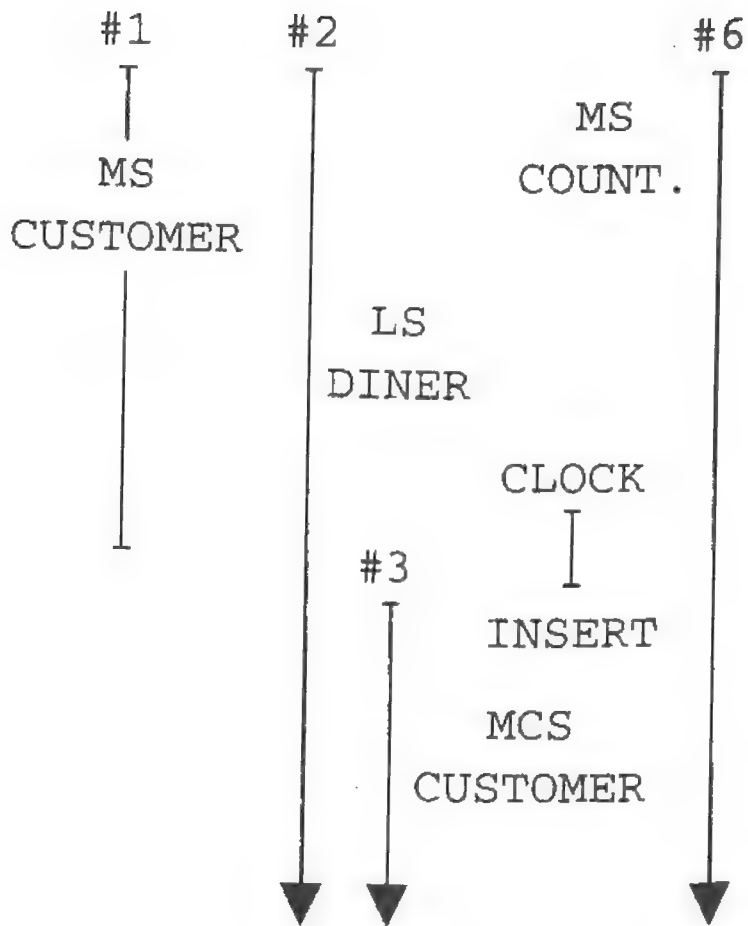 #1 #2 #6
MS
COUNT.
MS
CUSTOMER
LS
DINER
CLOCK
#3
INSERT
MCS
CUSTOMER